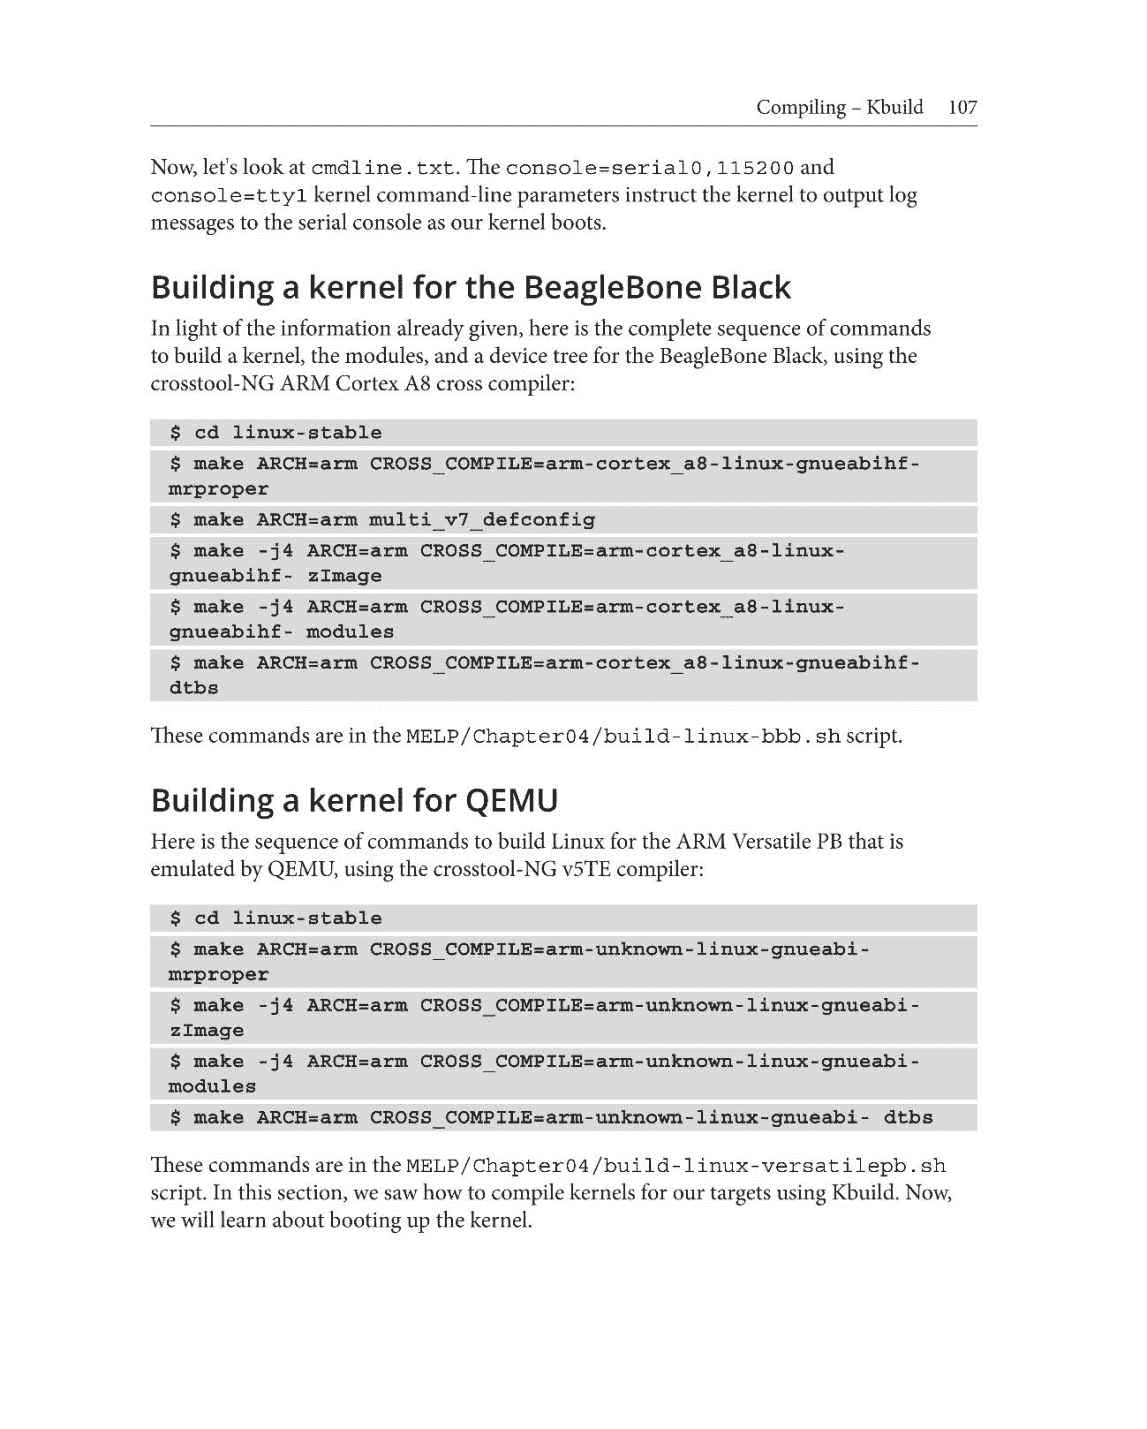 Compiling – Kbuild 107
Now, let's look at cmdline.txt. The console=serial0,115200 and
console=tty1 kernel command-line parameters instruct the kernel to output log
messages to the serial console as our kernel boots.
Building a kernel for the BeagleBone Black
In light of the information already given, here is the complete sequence of commands
to build a kernel, the modules, and a device tree for the BeagleBone Black, using the
crosstool-NG ARM Cortex A8 cross compiler:
$ cd linux-stable
$ make ARCH=arm CROSS_COMPILE=arm-cortex_a8-linux-gnueabihf-
mrproper
$ make ARCH=arm multi_v7_defconfig
$ make -j4 ARCH=arm CROSS_COMPILE=arm-cortex_a8-linux-
gnueabihf- zImage
$ make -j4 ARCH=arm CROSS_COMPILE=arm-cortex_a8-linux-
gnueabihf- modules
$ make ARCH=arm CROSS_COMPILE=arm-cortex_a8-linux-gnueabihf-
dtbs
These commands are in the MELP/Chapter04/build-linux-bbb.sh script.
Building a kernel for QEMU
Here is the sequence of commands to build Linux for the ARM Versatile PB that is
emulated by QEMU, using the crosstool-NG v5TE compiler:
$ cd linux-stable
$ make ARCH=arm CROSS_COMPILE=arm-unknown-linux-gnueabi-
mrproper
$ make -j4 ARCH=arm CROSS_COMPILE=arm-unknown-linux-gnueabi-
zImage
$ make -j4 ARCH=arm CROSS_COMPILE=arm-unknown-linux-gnueabi-
modules
$ make ARCH=arm CROSS_COMPILE=arm-unknown-linux-gnueabi- dtbs
These commands are in the MELP/Chapter04/build-linux-versatilepb.sh
script. In this section, we saw how to compile kernels for our targets using Kbuild. Now,
we will learn about booting up the kernel.